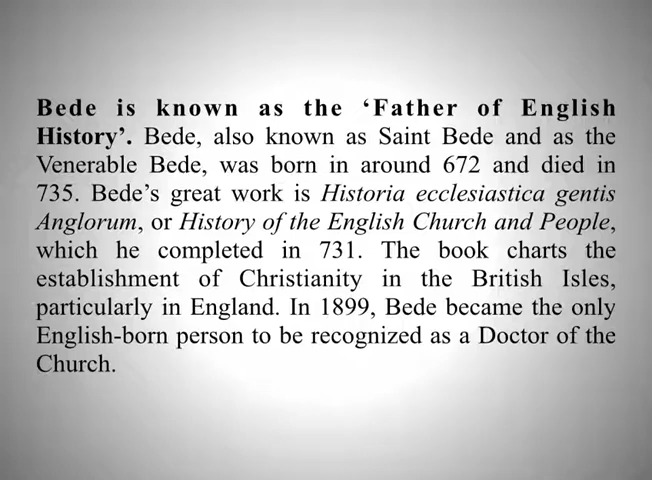 Bede is known as the ‘Father of English
History’. Bede, also known as Saint Bede and as the
Venerable Bede, was born in around 672 and died in
735. Bede’s great work is Historia ecclesiastica gentis
Anglorum, or History of the English Church and People,
which he completed in 731. The book charts the
establishment of Christianity in the British Isles,
particularly in England. In 1899, Bede became the only
English-born person to be recognized as a Doctor of the
Church.